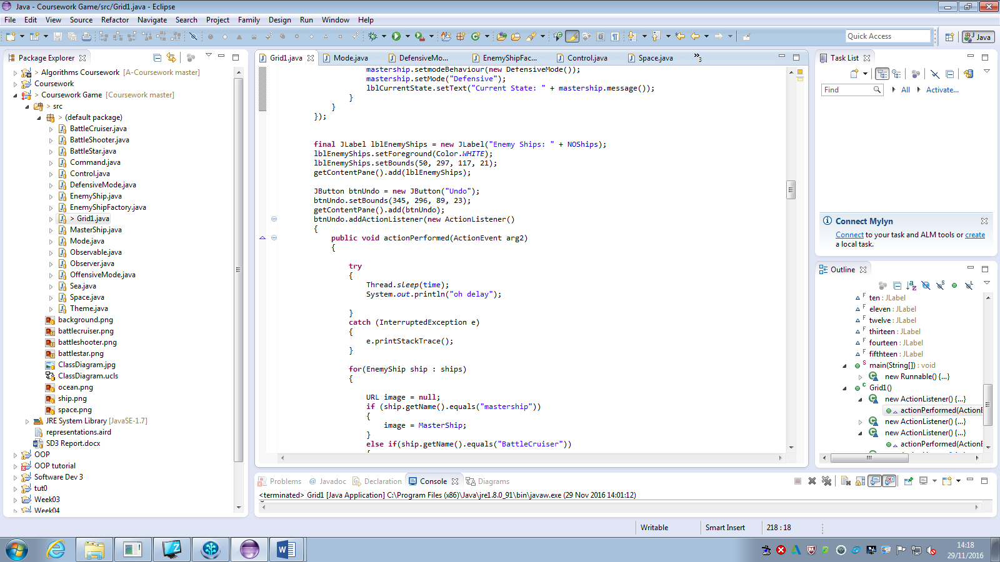 Java - Coursework Game/src/Grid1.java - Eclipse
File Edit View Source Refactor Navigate Search Project Family Design Run Window Help
Quick Access
Java
Package Explorer
> Algorithms Coursework [A-Coursework master]
Coursework
> Coursework Game [Coursework master]
> src
> (default package)
BattleCruiser.java
BattleShooter.java
BattleStar.java
Command.java
Control.java
DefensiveMode.java
EnemyShip.java
EnemyShipFactory.java
> Grid1.java
MasterShip.java
Mode.java
Observable.java
Observer.java
OffensiveMode.java
Sea.java
Space.java
Theme.java
background.png
battlecruiser.png
battleshooter.png
battlestar.png
ClassDiagram.jpg
ClassDiagram.ucls
ocean.png
ship.png
space.png
JRE System Library [JavaSE-1.7]
representations.aird
SD3 Report.docx
OOP
OOP tutorial
Software Dev 3
tut0
Week03
Week04
Grid1.java Mode.java DefensiveMo... EnemyShipFac... Control.java Space.java »3
mastership.setmodeBehaviour(new DefensiveMode());
mastership.setMode("Defensive");
lblCurrentState.setText("Current State: " + mastership.message());
}
}
});
final JLabel lblEnemyShips = new JLabel("Enemy Ships: " + NOShips);
lblEnemyShips.setForeground(Color.WHITE);
lblEnemyShips.setBounds(50, 297, 117, 21);
getContentPane().add(lblEnemyShips);
JButton btnUndo = new JButton("Undo");
btnUndo.setBounds(345, 296, 89, 23);
getContentPane().add(btnUndo);
btnUndo.addActionListener(new ActionListener()
{
public void actionPerformed(ActionEvent arg2)
{
try
{
Thread.sleep(time);
System.out.println("oh delay");
}
catch (InterruptedException e)
{
e.printStackTrace();
}
for(EnemyShip ship : ships)
{
URL image = null;
if (ship.getName().equals("mastership"))
{
image = MasterShip;
}
else if(ship.getName().equals("BattleCruiser"))
{
Task List
Find All Activate...
Connect Mylyn
Connect to your task and ALM tools or create
a local task.
Outline
ten : JLabel
eleven : JLabel
twelve : JLabel
thirteen : JLabel
fourteen : JLabel
fifthteen : JLabel
main(String[]) : void
new Runnable() {...}
Grid1()
new ActionListener() {...}
actionPerformed(ActionE
new ActionListener() {...}
new ActionListener() {...}
actionPerformed(ActionE
Problems @ Javadoc Declaration Console Diagrams
<terminated> Grid1 [Java Application] C:\Program Files (x86)\Java\jre1.8.0_91\bin\javaw.exe (29 Nov 2016 14:01:12)
Writable Smart Insert 218 : 18
14:18
29/11/2016